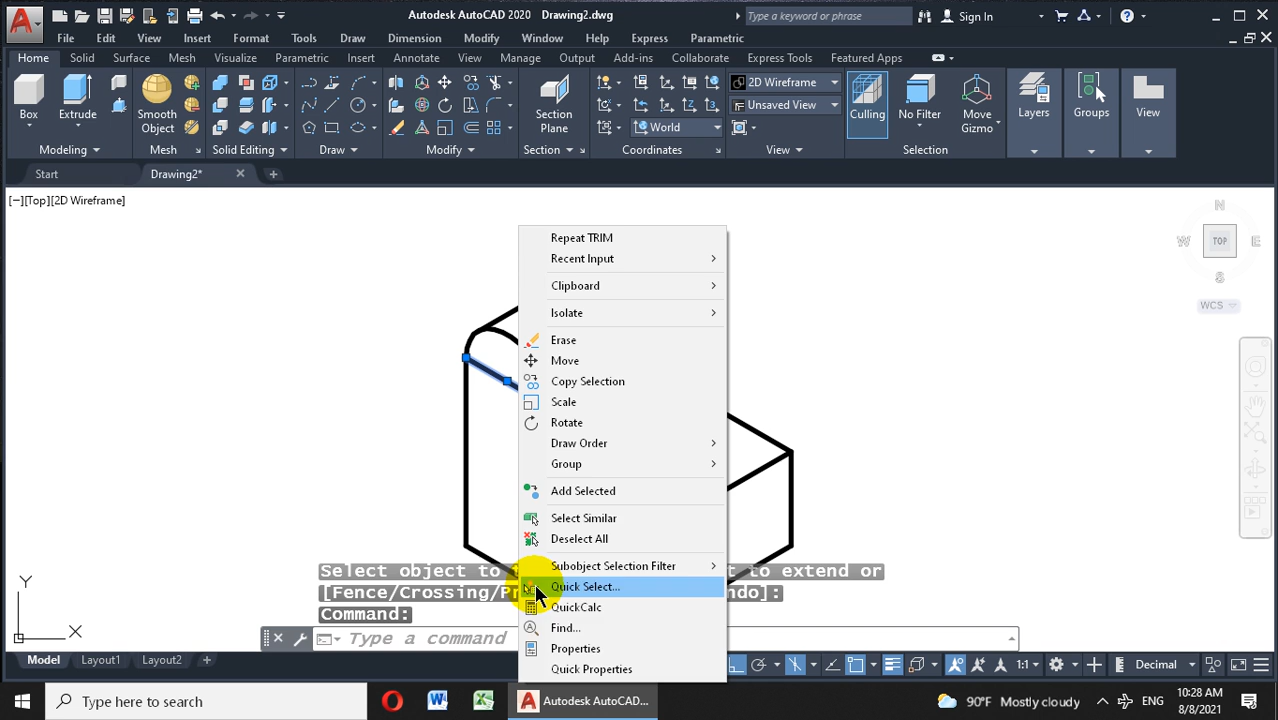 Autodesk AutoCAD 2020 Drawing2.dwg
Type a keyword or phrase
Sign In
File Edit View Insert Format Tools Draw Dimension Modify Window Help Express Parametric
Home Solid Surface Mesh Visualize Parametric Insert Annotate View Manage Output Add-ins Collaborate Express Tools Featured Apps
Box
Extrude
Smooth
Object
Section
Plane
2D Wireframe
Unsaved View
World
Culling
No Filter
Move
Gizmo
Layers
Groups
View
Modeling
Mesh
Solid Editing
Draw
Modify
Section
Coordinates
View
Selection
Start
Drawing2*
[−][Top][2D Wireframe]
N
W
TOP
E
S
WCS
Repeat TRIM
Recent Input
Clipboard
Isolate
Erase
Move
Copy Selection
Scale
Rotate
Draw Order
Group
Add Selected
Select Similar
Deselect All
Subobject Selection Filter
Quick Select...
QuickCalc
Find...
Properties
Quick Properties
Select object to
t to extend or
[Fence/Crossing/
Command:
Y
X
Type a command
Model Layout1 Layout2
1:1
Decimal
Type here to search
Autodesk AutoCAD...
90°F Mostly cloudy
ENG
10:28 AM
8/8/2021